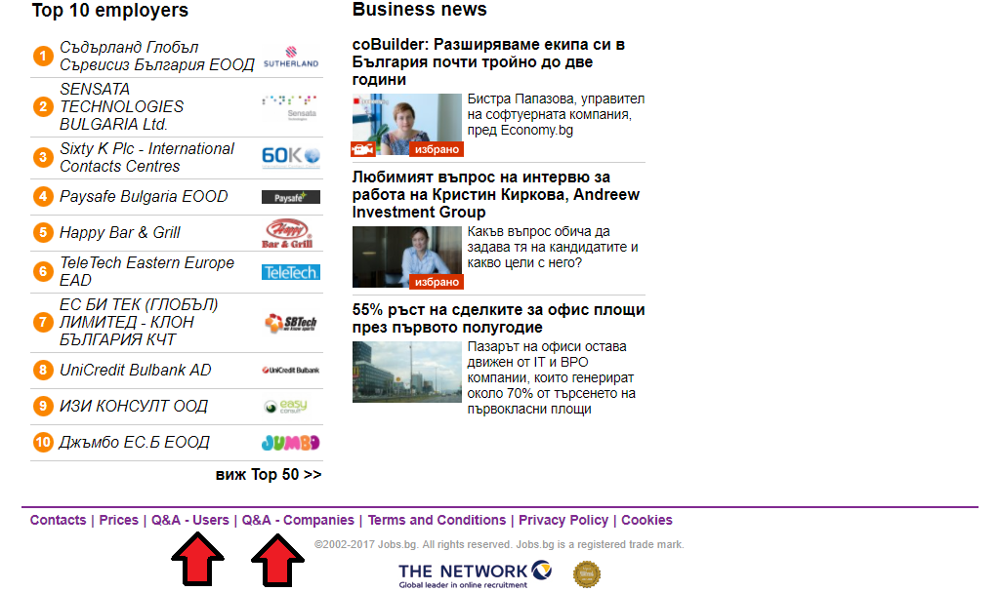 Top 10 employers
1 Съдърланд Глобъл
Сървисиз България ЕООД
SUTHERLAND
2 SENSATA
TECHNOLOGIES
BULGARIA Ltd.
Sensata
Technologies
3 Sixty K Plc - International
Contacts Centres
60K
4 Paysafe Bulgaria EOOD
Paysafe
5 Happy Bar & Grill
Happy
Bar & Grill
6 TeleTech Eastern Europe
EAD
TeleTech
7 ЕС БИ ТЕК (ГЛОБЪЛ)
ЛИМИТЕД - КЛОН
БЪЛГАРИЯ КЧТ
SBTech
8 UniCredit Bulbank AD
UniCredit Bulbank
9 ИЗИ КОНСУЛТ ООД
easy
consult
10 Джъмбо ЕС.Б ЕООД
JUMBO
виж Top 50 >>
Business news
coBuilder: Разширяваме екипа си в
България почти тройно до две
години
избрано
Бистра Папазова, управител
на софтуерната компания,
пред Economy.bg
Любимият въпрос на интервю за
работа на Кристин Киркова, Andreew
Investment Group
избрано
Какъв въпрос обича да
задава тя на кандидатите и
какво цели с него?
55% ръст на сделките за офис площи
през първото полугодие
Пазарът на офиси остава
движен от IT и BPO
компании, които генерират
около 70% от търсенето на
първокласни площи
Contacts | Prices | Q&A - Users | Q&A - Companies | Terms and Conditions | Privacy Policy | Cookies
©2002-2017 Jobs.bg. All rights reserved. Jobs.bg is a registered trade mark.
THE NETWORK
Global leader in online recruitment